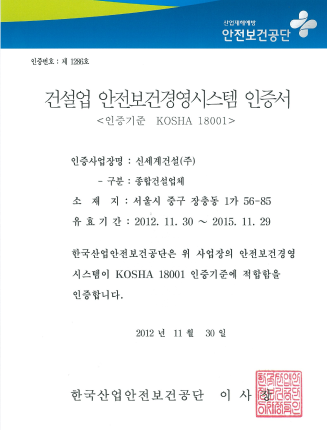 산업재해예방
안전보건공단
인증번호 : 제 1286호
건설업 안전보건경영시스템 인증서
<인증기준 KOSHA 18001>
인증사업장명 : 신세계건설(주)
- 구분 : 종합건설업체
소 재 지 : 서울시 중구 장충동 1가 56-85
유 효 기 간 : 2012. 11. 30 ~ 2015. 11. 29
한국산업안전보건공단은 위 사업장의 안전보건경영
시스템이 KOSHA 18001 인증기준에 적합함을
인증합니다.
2012 년 11 월 30 일
한국산업안전보건공단 이 사 장